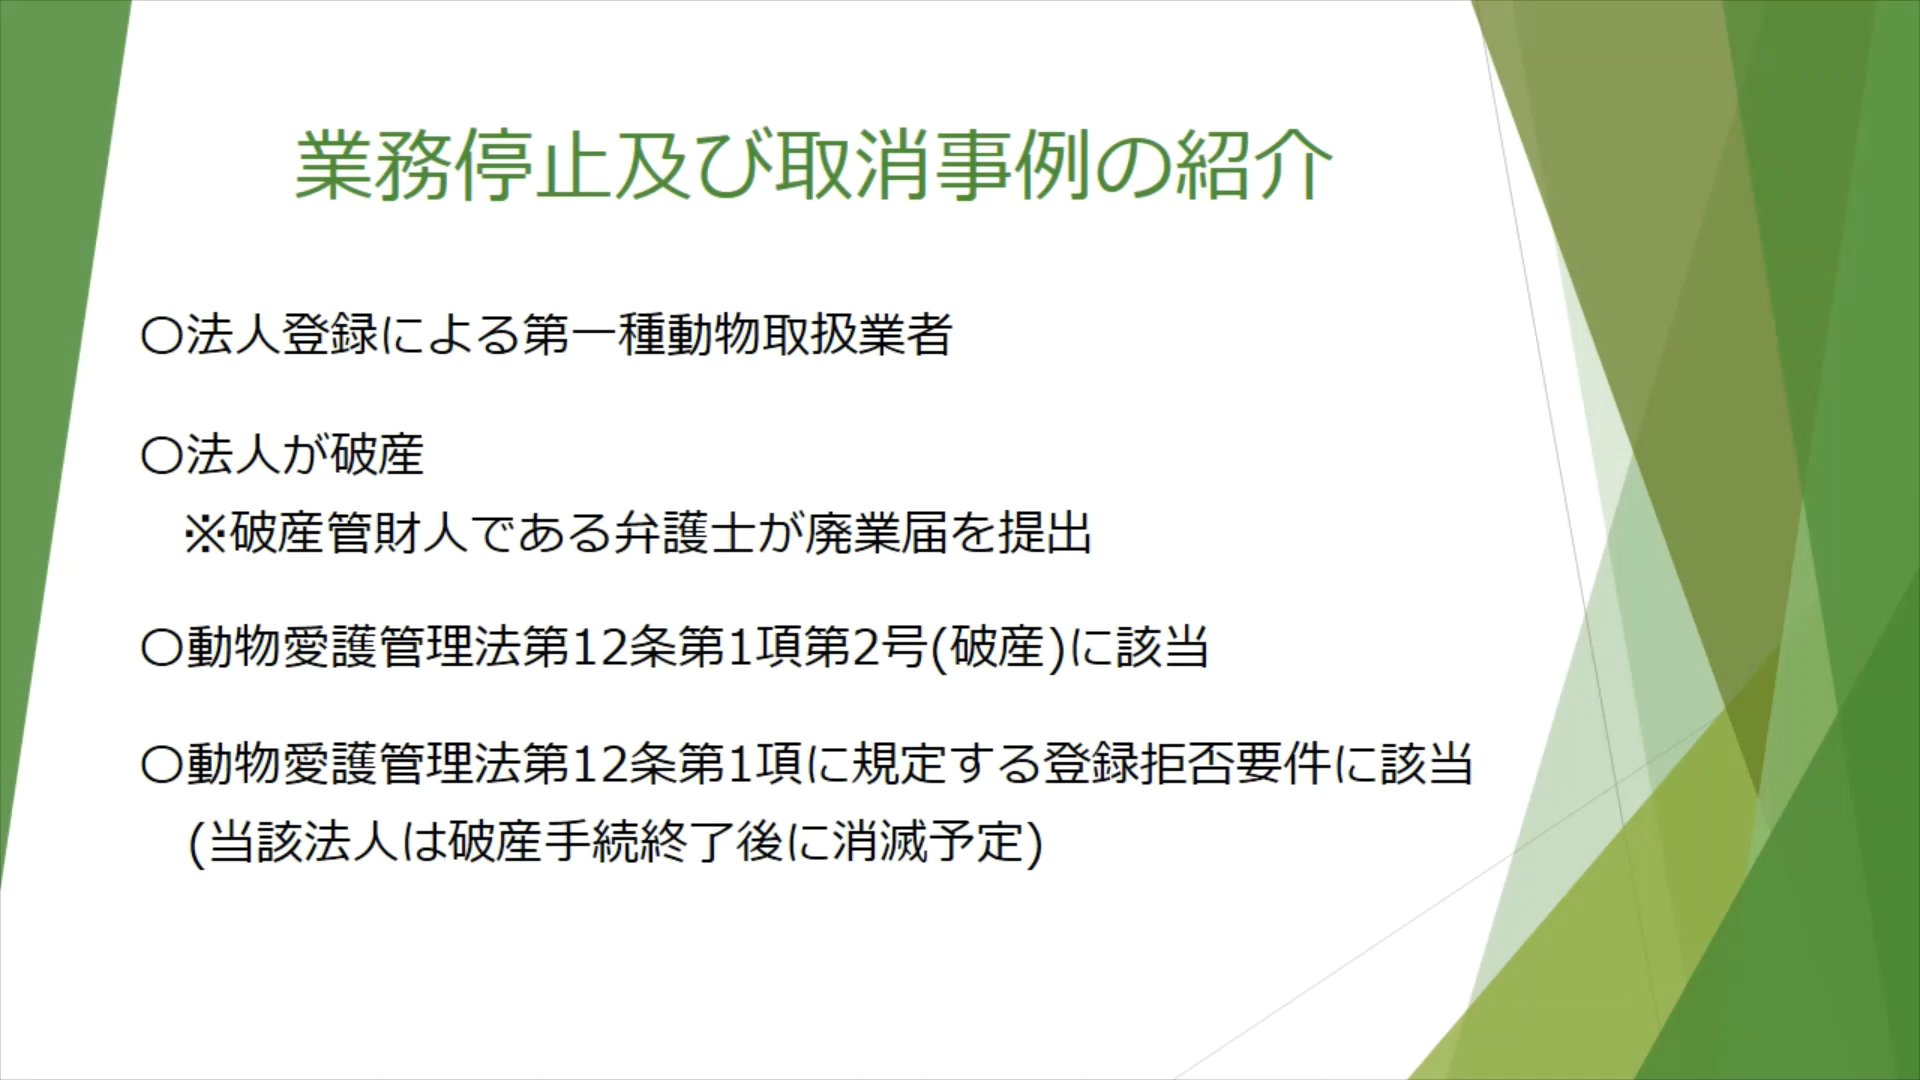 業務停止及び取消事例の紹介
〇法人登録による第一種動物取扱業者
〇法人が破産
※破産管財人である弁護士が廃業届を提出
〇動物愛護管理法第12条第1項第2号(破産)に該当
〇動物愛護管理法第12条第1項に規定する登録拒否要件に該当
(当該法人は破産手続終了後に消滅予定)